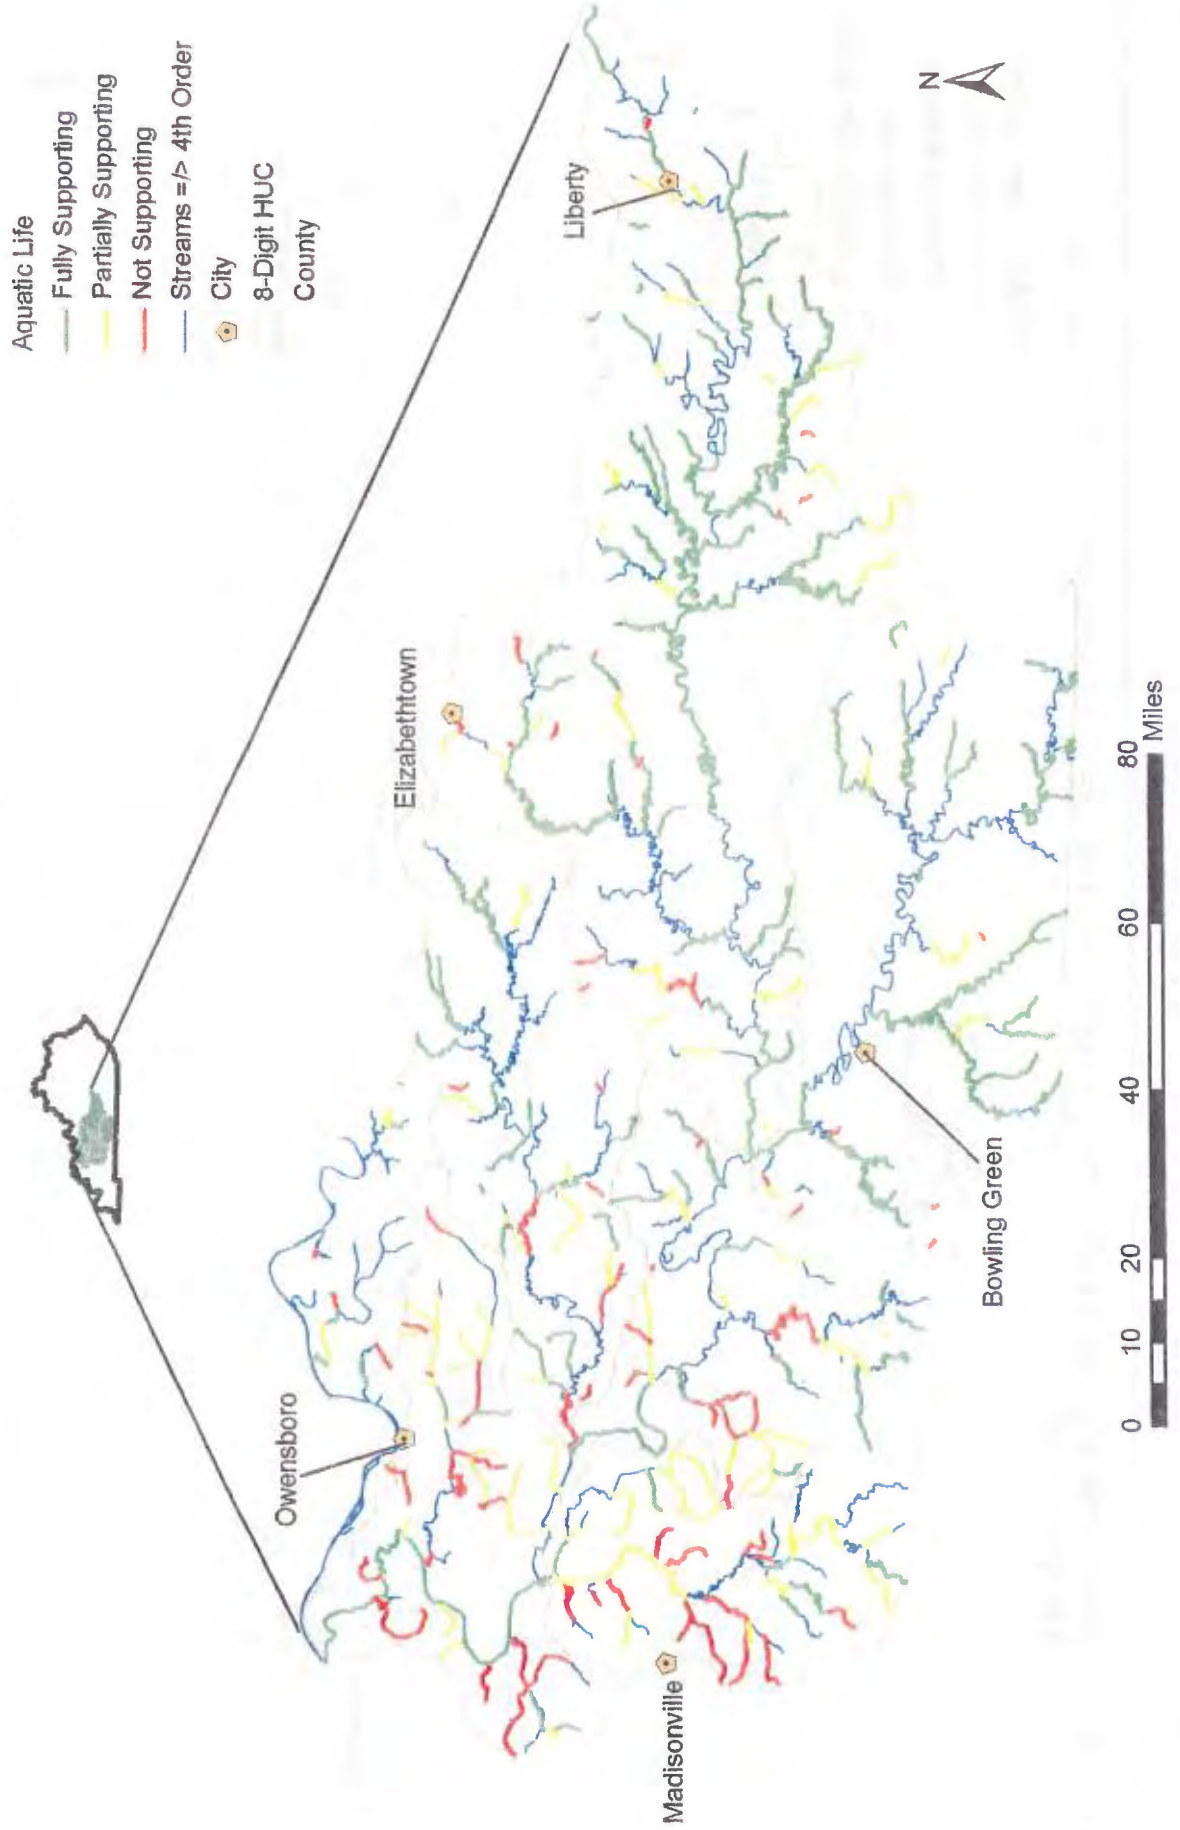 Aquatic Life
Fully Supporting
Partially Supporting
Not Supporting
Streams =/> 4th Order
City
8-Digit HUC
County
N
Liberty
Elizabethtown
Owensboro
Madisonville
Bowling Green
0 10 20 40 60 80
Miles